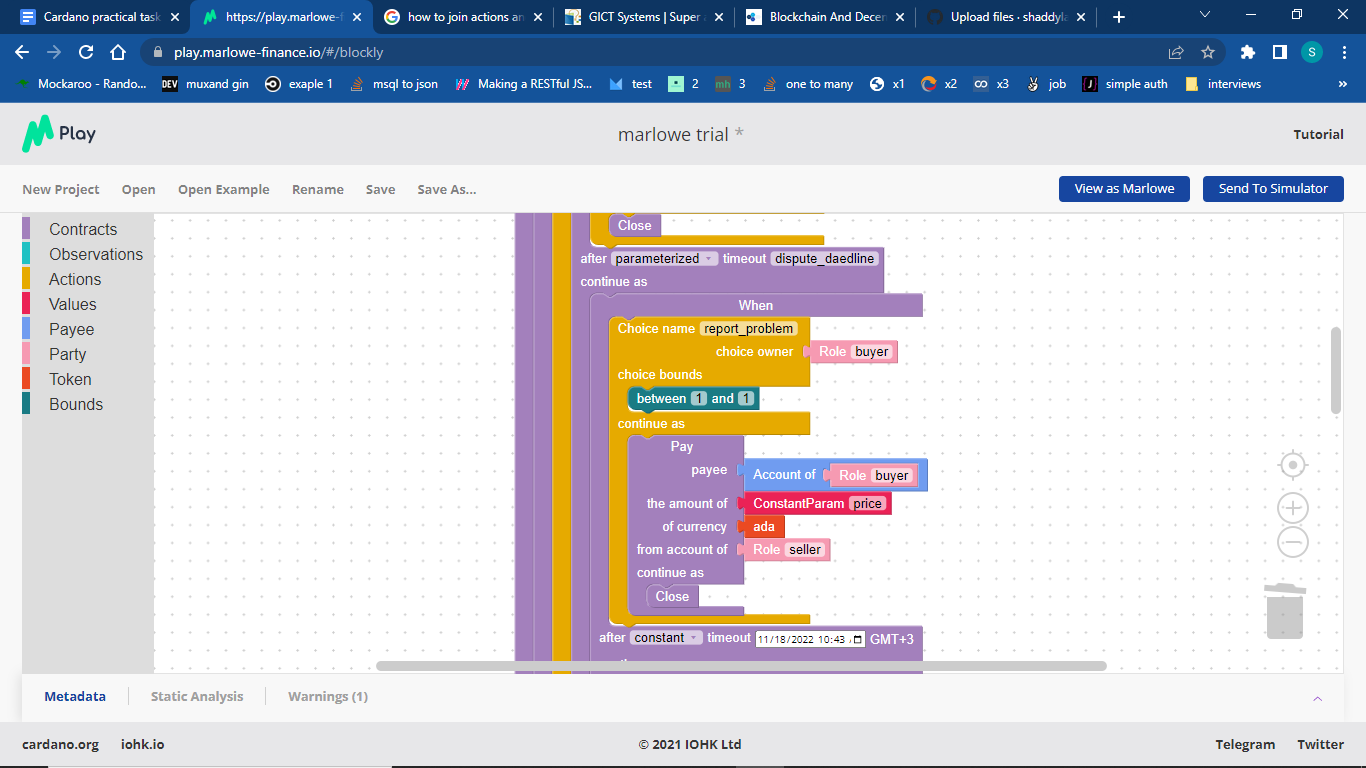 Cardano practical task
https://play.marlowe-f
how to join actions an
GICT Systems | Super a
Blockchain And Decen
Upload files · shaddyla
play.marlowe-finance.io/#/blockly
S
Mockaroo - Rando...
DEV muxand gin
exaple 1
msql to json
Making a RESTful JS...
test
2
mh 3
one to many
x1
x2
x3
job
simple auth
interviews
»
Play
marlowe trial *
Tutorial
New Project
Open
Open Example
Rename
Save
Save As...
View as Marlowe
Send To Simulator
Contracts
Observations
Actions
Values
Payee
Party
Token
Bounds
Close
after parameterized timeout dispute_daedline
continue as
When
Choice name report_problem
choice owner Role buyer
choice bounds
between 1 and 1
continue as
Pay
payee Account of Role buyer
the amount of ConstantParam price
of currency ada
from account of Role seller
continue as
Close
after constant timeout 11/18/2022 10:43 GMT+3
Metadata
Static Analysis
Warnings (1)
cardano.org
iohk.io
© 2021 IOHK Ltd
Telegram
Twitter